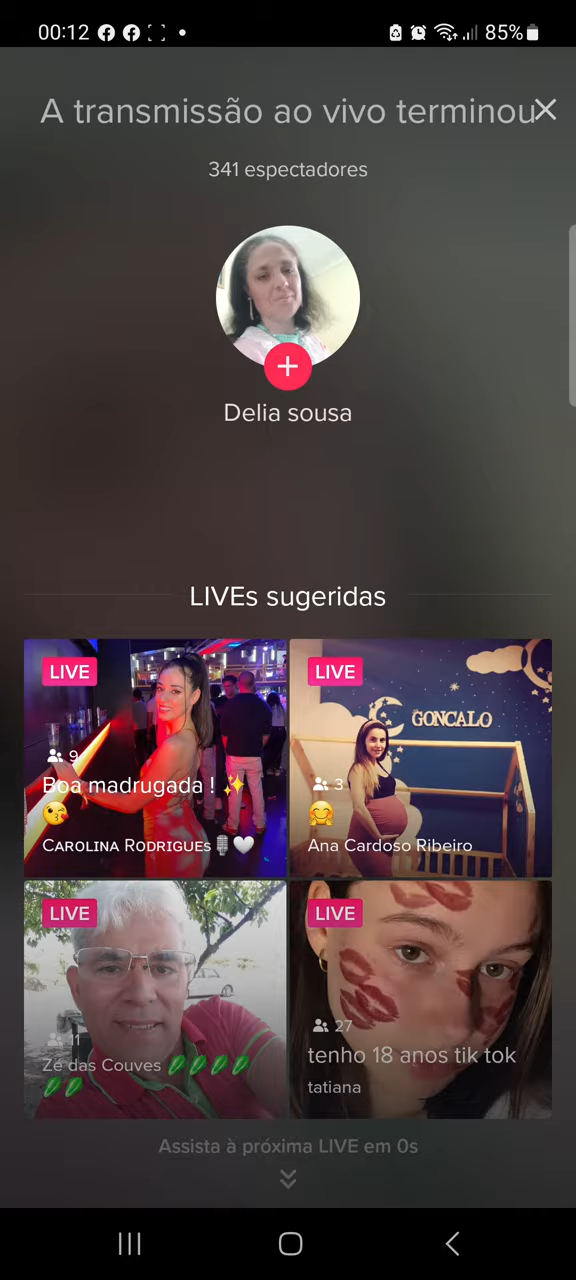 00:12
85%
A transmissão ao vivo terminou
341 espectadores
Delia sousa
LIVEs sugeridas
LIVE
9
Boa madrugada ! ✨
😘
Carolina Rodrigues 🎙️🤍
LIVE
GONCALO
3
🤗
Ana Cardoso Ribeiro
LIVE
11
Zé das Couves 🥬🥬🥬🥬
🥬🥬
LIVE
27
tenho 18 anos tik tok
tatiana
Assista à próxima LIVE em 0s